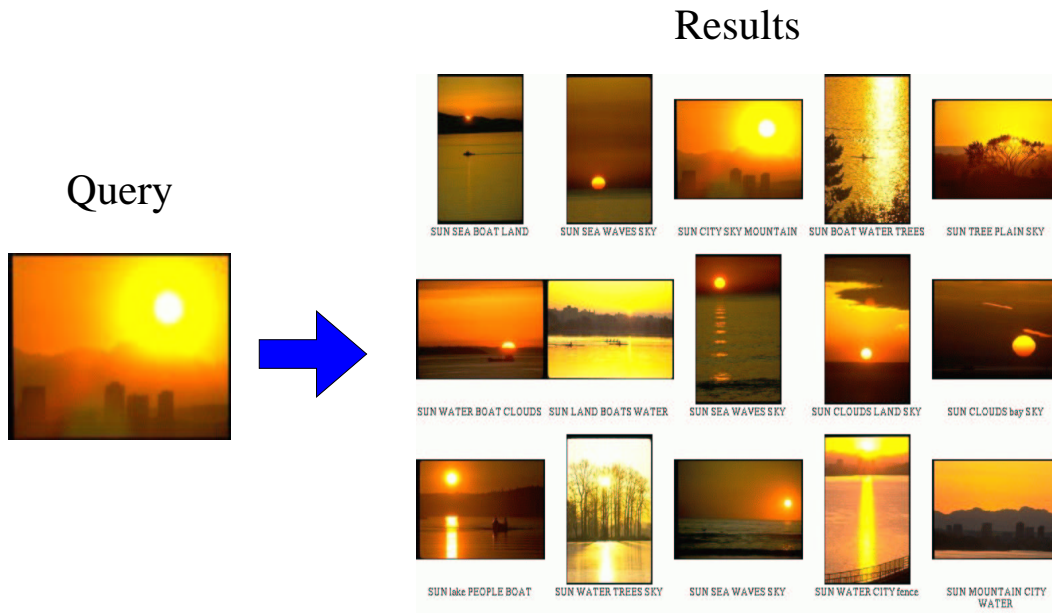 Results
Query
SUN SEA BOAT LAND
SUN SEA WAVES SKY
SUN CITY SKY MOUNTAIN
SUN BOAT WATER TREES
SUN TREE PLAIN SKY
SUN WATER BOAT CLOUDS
SUN LAND BOATS WATER
SUN SEA WAVES SKY
SUN CLOUDS LAND SKY
SUN CLOUDS bay SKY
SUN lake PEOPLE BOAT
SUN WATER TREES SKY
SUN SEA WAVES SKY
SUN WATER CITY fence
SUN MOUNTAIN CITY
WATER